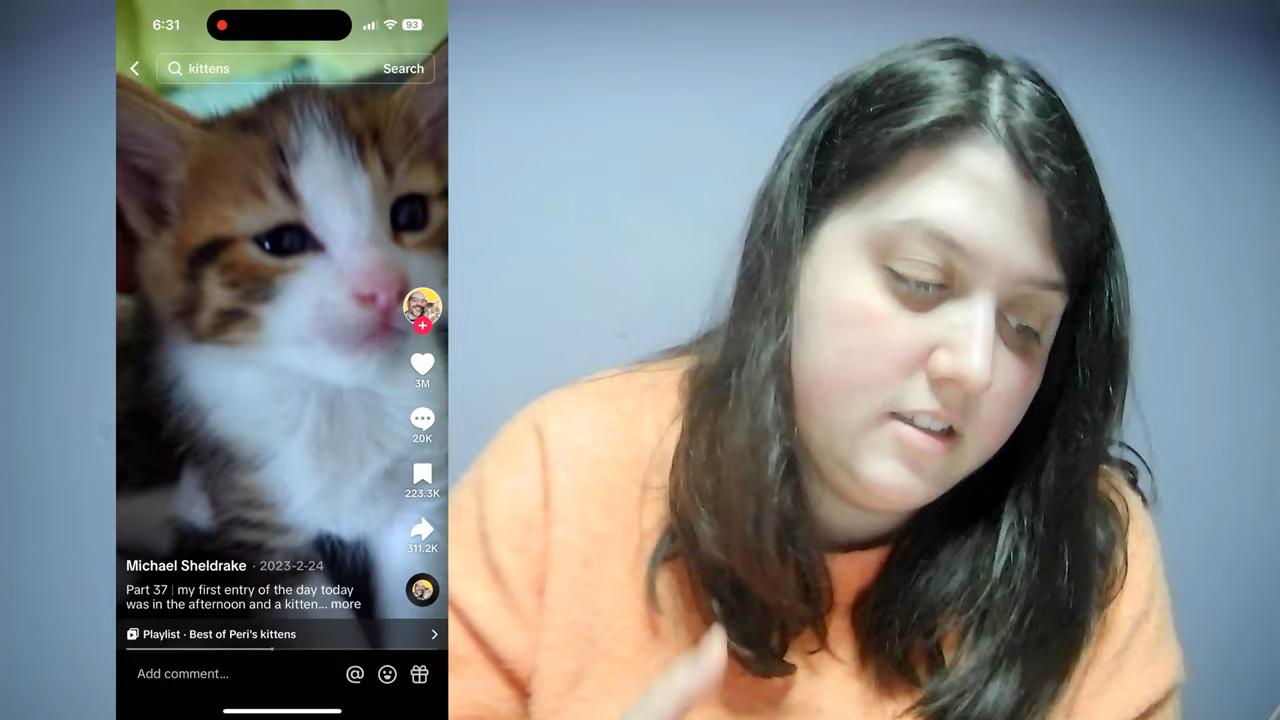 6:31
93
kittens
Search
3M
20K
223.3K
311.2K
Michael Sheldrake · 2023-2-24
Part 37 | my first entry of the day today
was in the afternoon and a kitten... more
Playlist · Best of Peri's kittens
Add comment...